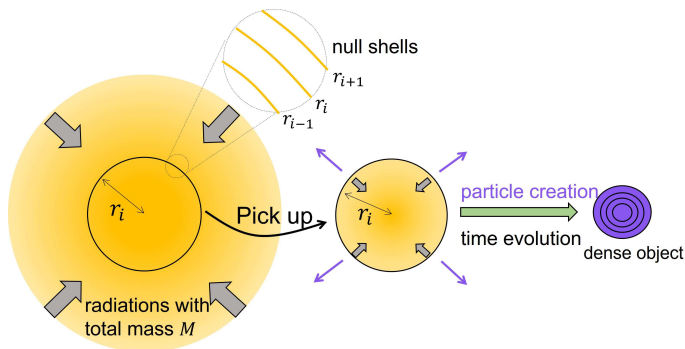 null shells
r_{i+1}
r_i
r_{i-1}
r_i
Pick up
r_i
particle creation
time evolution
dense object
radiations with
total mass M